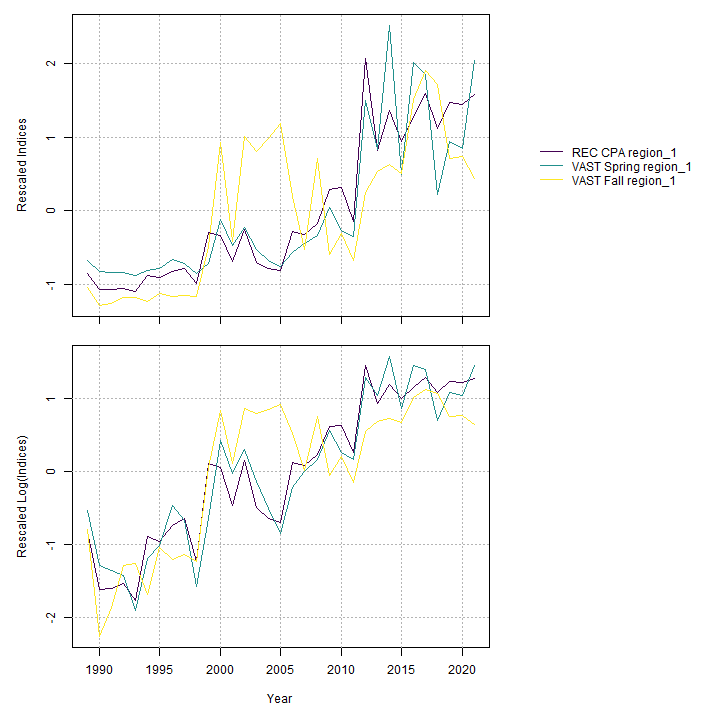 2
1
0
-1
Rescaled Indices
REC CPA region_1
VAST Spring region_1
VAST Fall region_1
1
0
-1
-2
Rescaled Log(Indices)
1990 1995 2000 2005 2010 2015 2020
Year